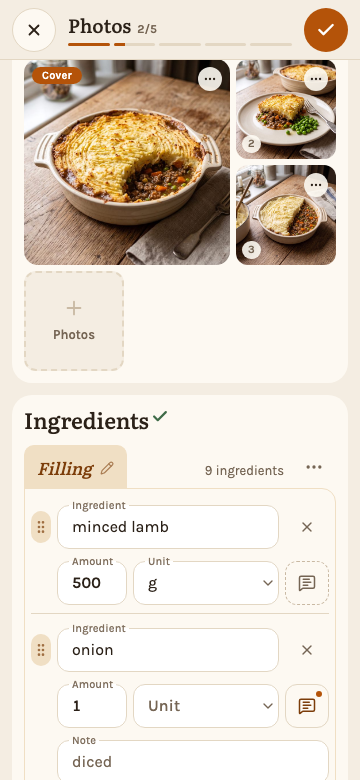 Photos 2/5
Cover
2
3
Photos
Ingredients
Filling
9 ingredients
Ingredient
minced lamb
Amount
500
Unit
g
Ingredient
onion
Amount
1
Unit
Note
diced